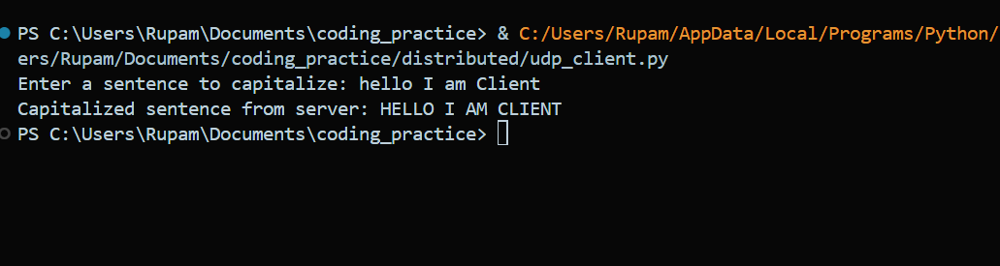 PS C:\Users\Rupam\Documents\coding_practice> & C:/Users/Rupam/AppData/Local/Programs/Python/
ers/Rupam/Documents/coding_practice/distributed/udp_client.py
Enter a sentence to capitalize: hello I am Client
Capitalized sentence from server: HELLO I AM CLIENT
PS C:\Users\Rupam\Documents\coding_practice>